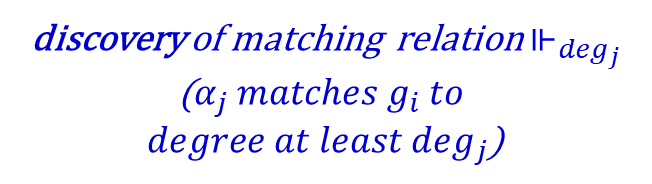 discovery of matching relation ⊩_{deg_j}
(α_j matches g_i to
degree at least deg_j)